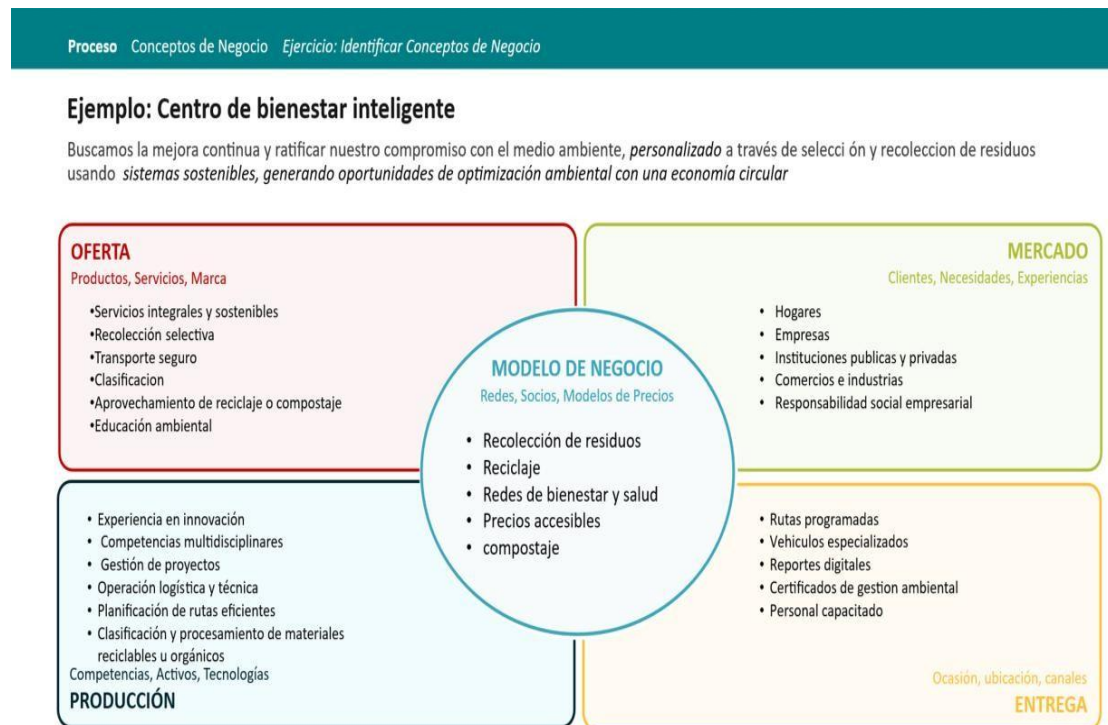 Proceso Conceptos de Negocio Ejercicio: Identificar Conceptos de Negocio
Ejemplo: Centro de bienestar inteligente
Buscamos la mejora continua y ratificar nuestro compromiso con el medio ambiente, personalizado a través de selecci ón y recoleccion de residuos
usando sistemas sostenibles, generando oportunidades de optimización ambiental con una economía circular
OFERTA
Productos, Servicios, Marca
•Servicios integrales y sostenibles
•Recolección selectiva
•Transporte seguro
•Clasificacion
•Aprovechamiento de reciclaje o compostaje
•Educación ambiental
MERCADO
Clientes, Necesidades, Experiencias
• Hogares
• Empresas
• Instituciones publicas y privadas
• Comercios e industrias
• Responsabilidad social empresarial
MODELO DE NEGOCIO
Redes, Socios, Modelos de Precios
• Recolección de residuos
• Reciclaje
• Redes de bienestar y salud
• Precios accesibles
• compostaje
• Experiencia en innovación
• Competencias multidisciplinares
• Gestión de proyectos
• Operación logística y técnica
• Planificación de rutas eficientes
• Clasificación y procesamiento de materiales
reciclables u orgánicos
Competencias, Activos, Tecnologías
PRODUCCIÓN
• Rutas programadas
• Vehiculos especializados
• Reportes digitales
• Certificados de gestion ambiental
• Personal capacitado
Ocasión, ubicación, canales
ENTREGA